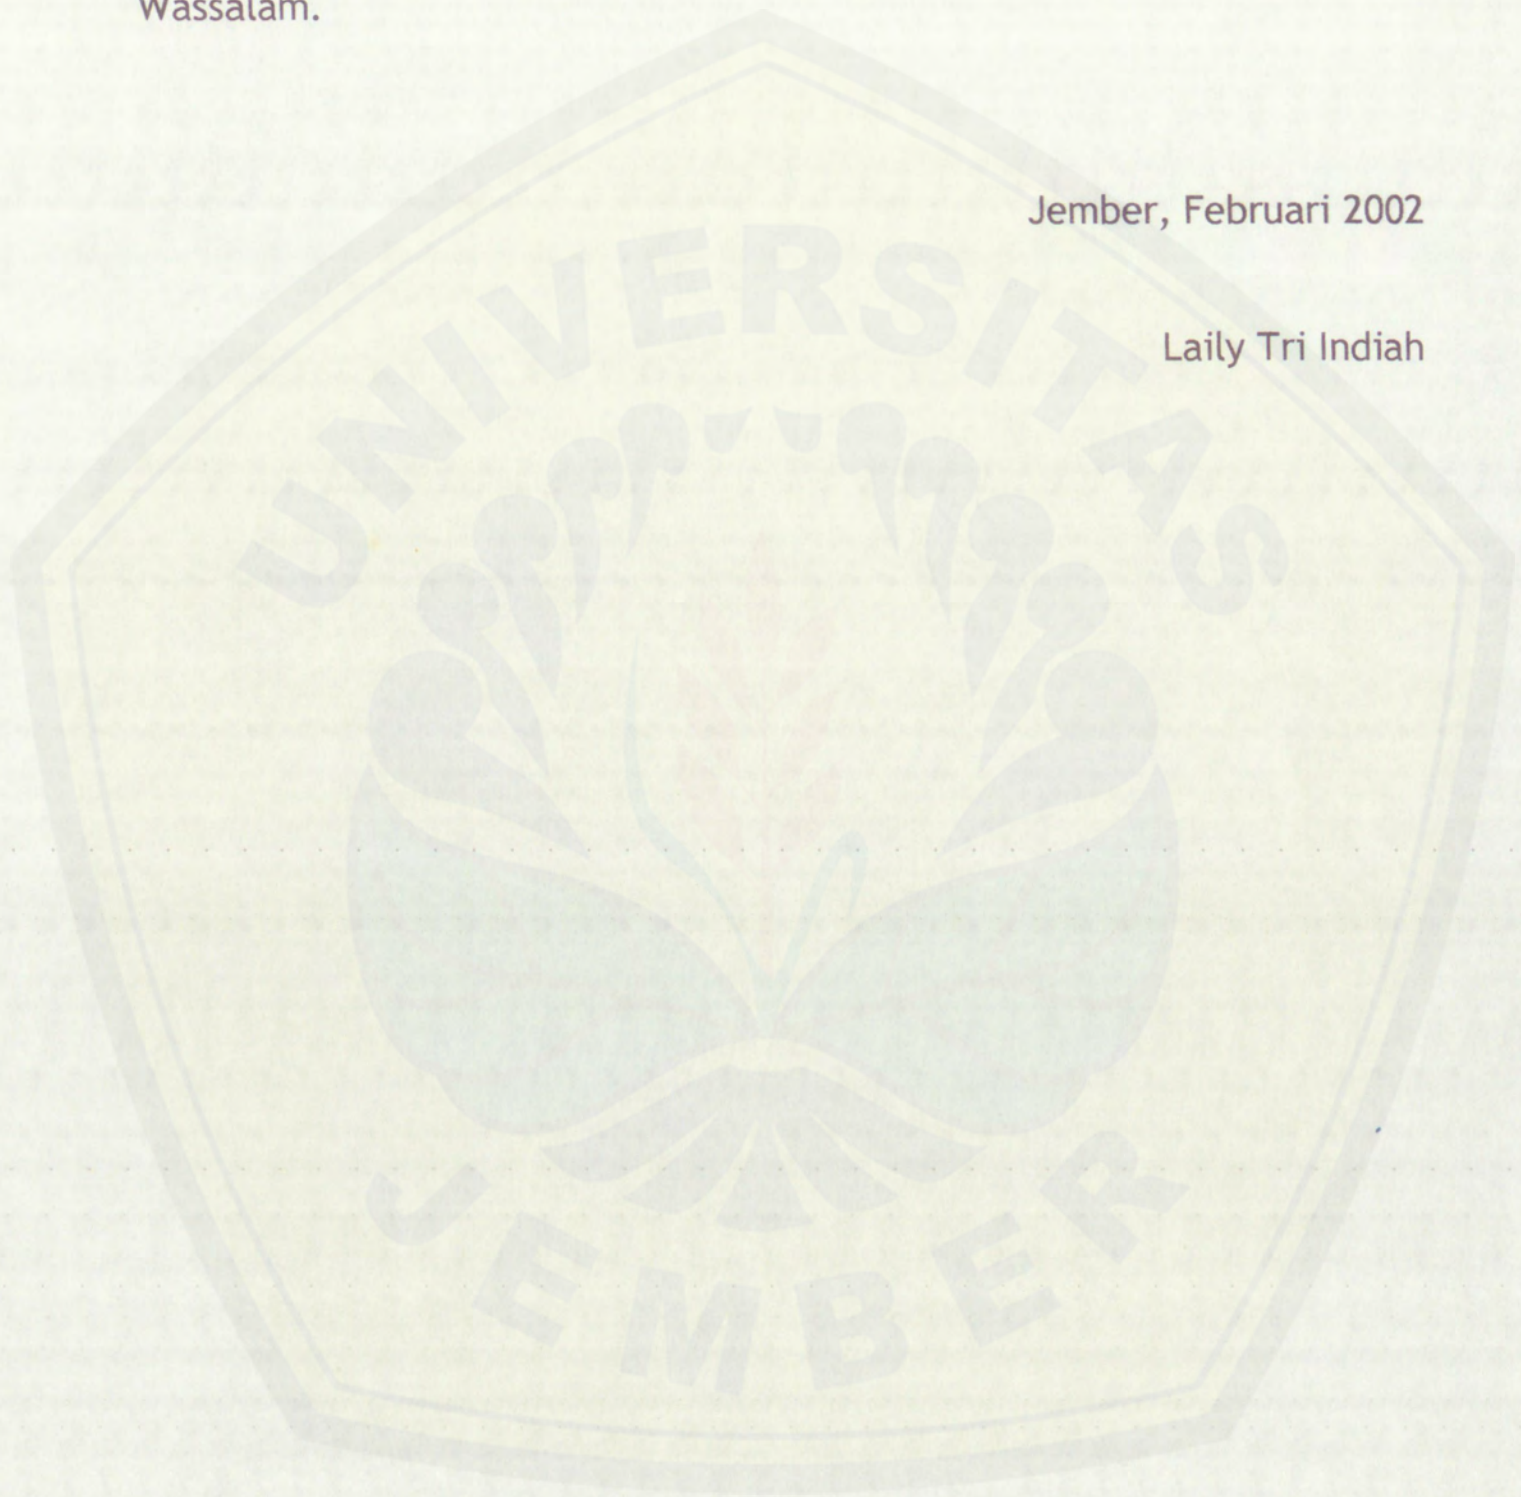 Wassalam.
Jember, Februari 2002
Laily Tri Indiah
UNIVERSITAS
JEMBER